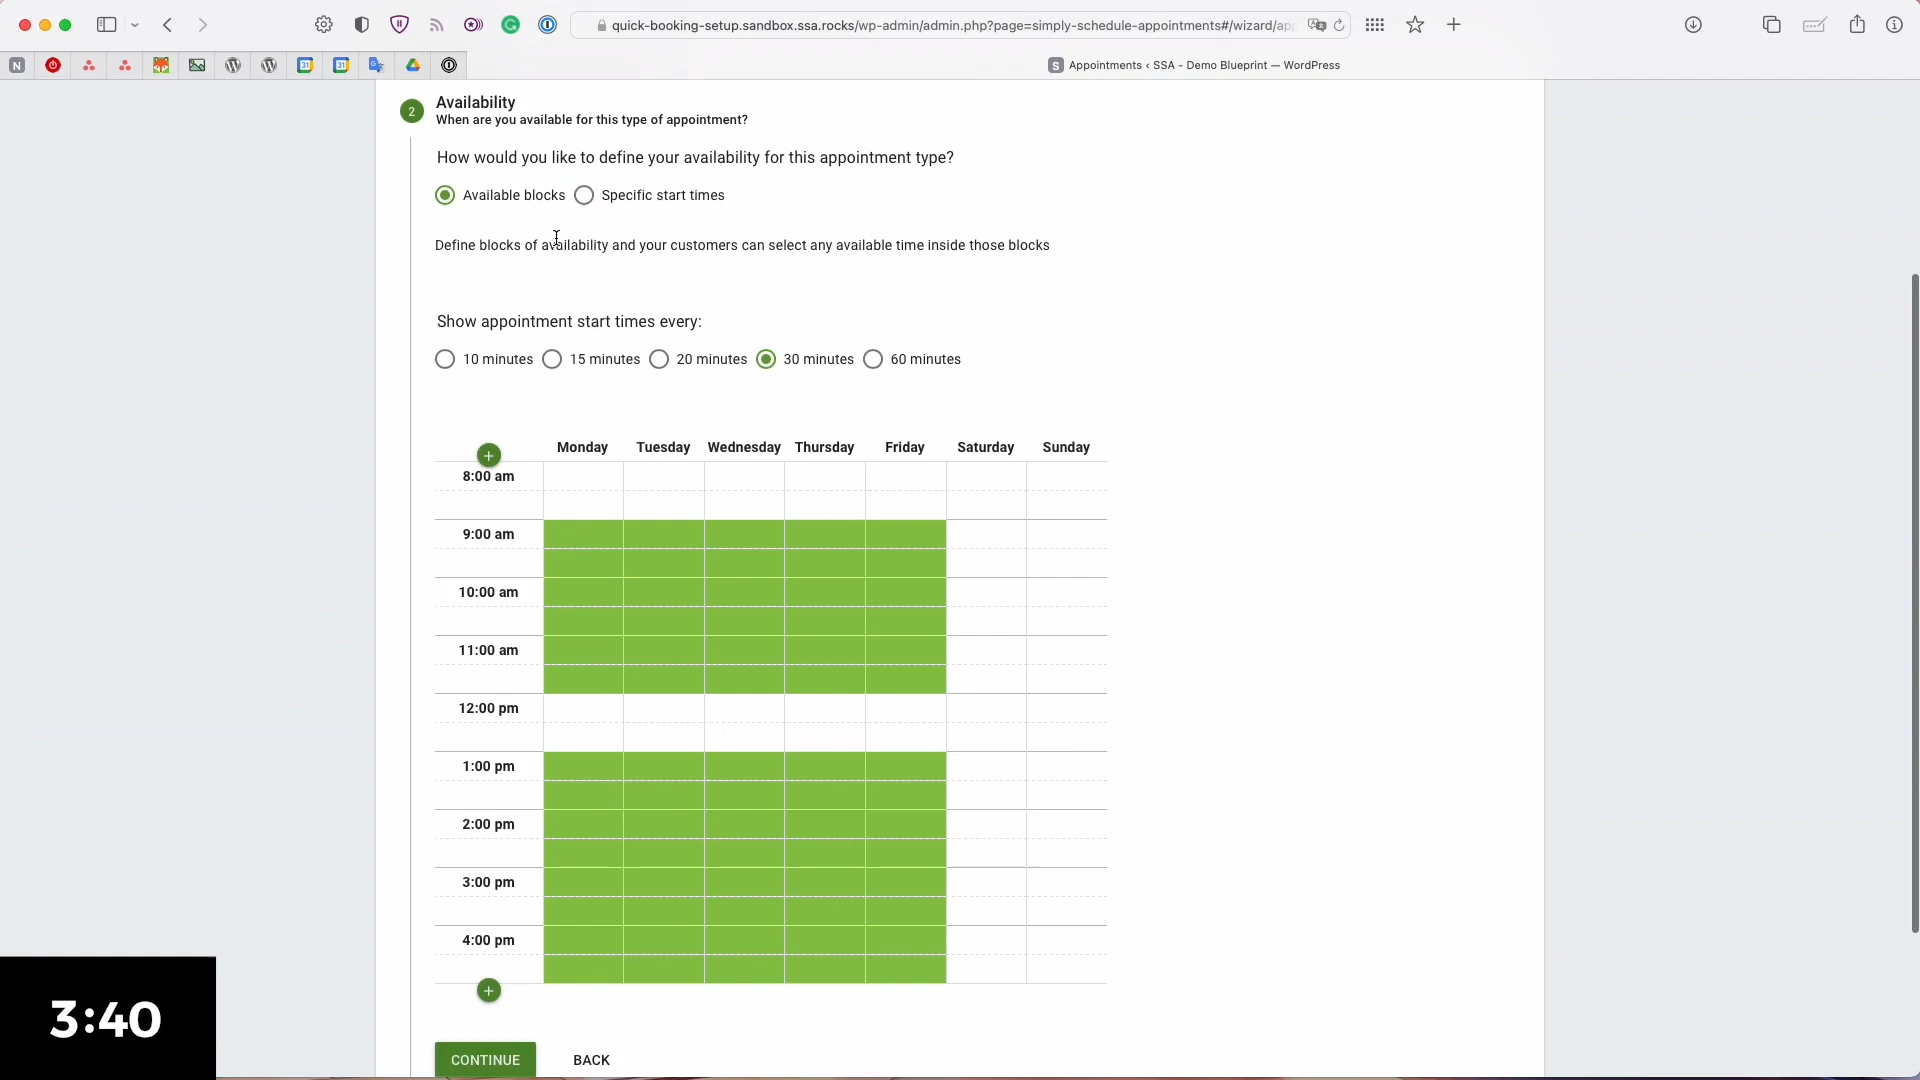 quick-booking-setup.sandbox.ssa.rocks/wp-admin/admin.php?page=simply-schedule-appointments#/wizard/ap
N
31
31
S Appointments ‹ SSA - Demo Blueprint — WordPress
2
Availability
When are you available for this type of appointment?
How would you like to define your availability for this appointment type?
Available blocks Specific start times
Define blocks of availability and your customers can select any available time inside those blocks
Show appointment start times every:
10 minutes 15 minutes 20 minutes 30 minutes 60 minutes
+ Monday Tuesday Wednesday Thursday Friday Saturday Sunday
8:00 am
9:00 am
10:00 am
11:00 am
12:00 pm
1:00 pm
2:00 pm
3:00 pm
4:00 pm
+
3:40
CONTINUE BACK